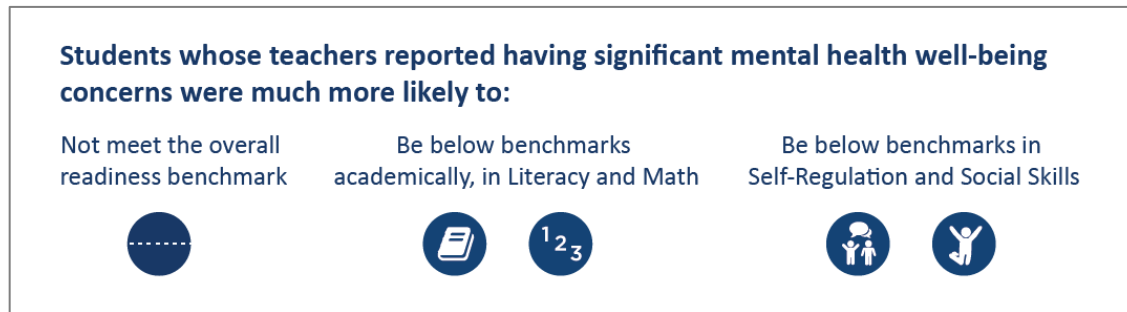 Students whose teachers reported having significant mental health well-being
concerns were much more likely to:
Not meet the overall
readiness benchmark
Be below benchmarks
academically, in Literacy and Math
Be below benchmarks in
Self-Regulation and Social Skills
1 2 3